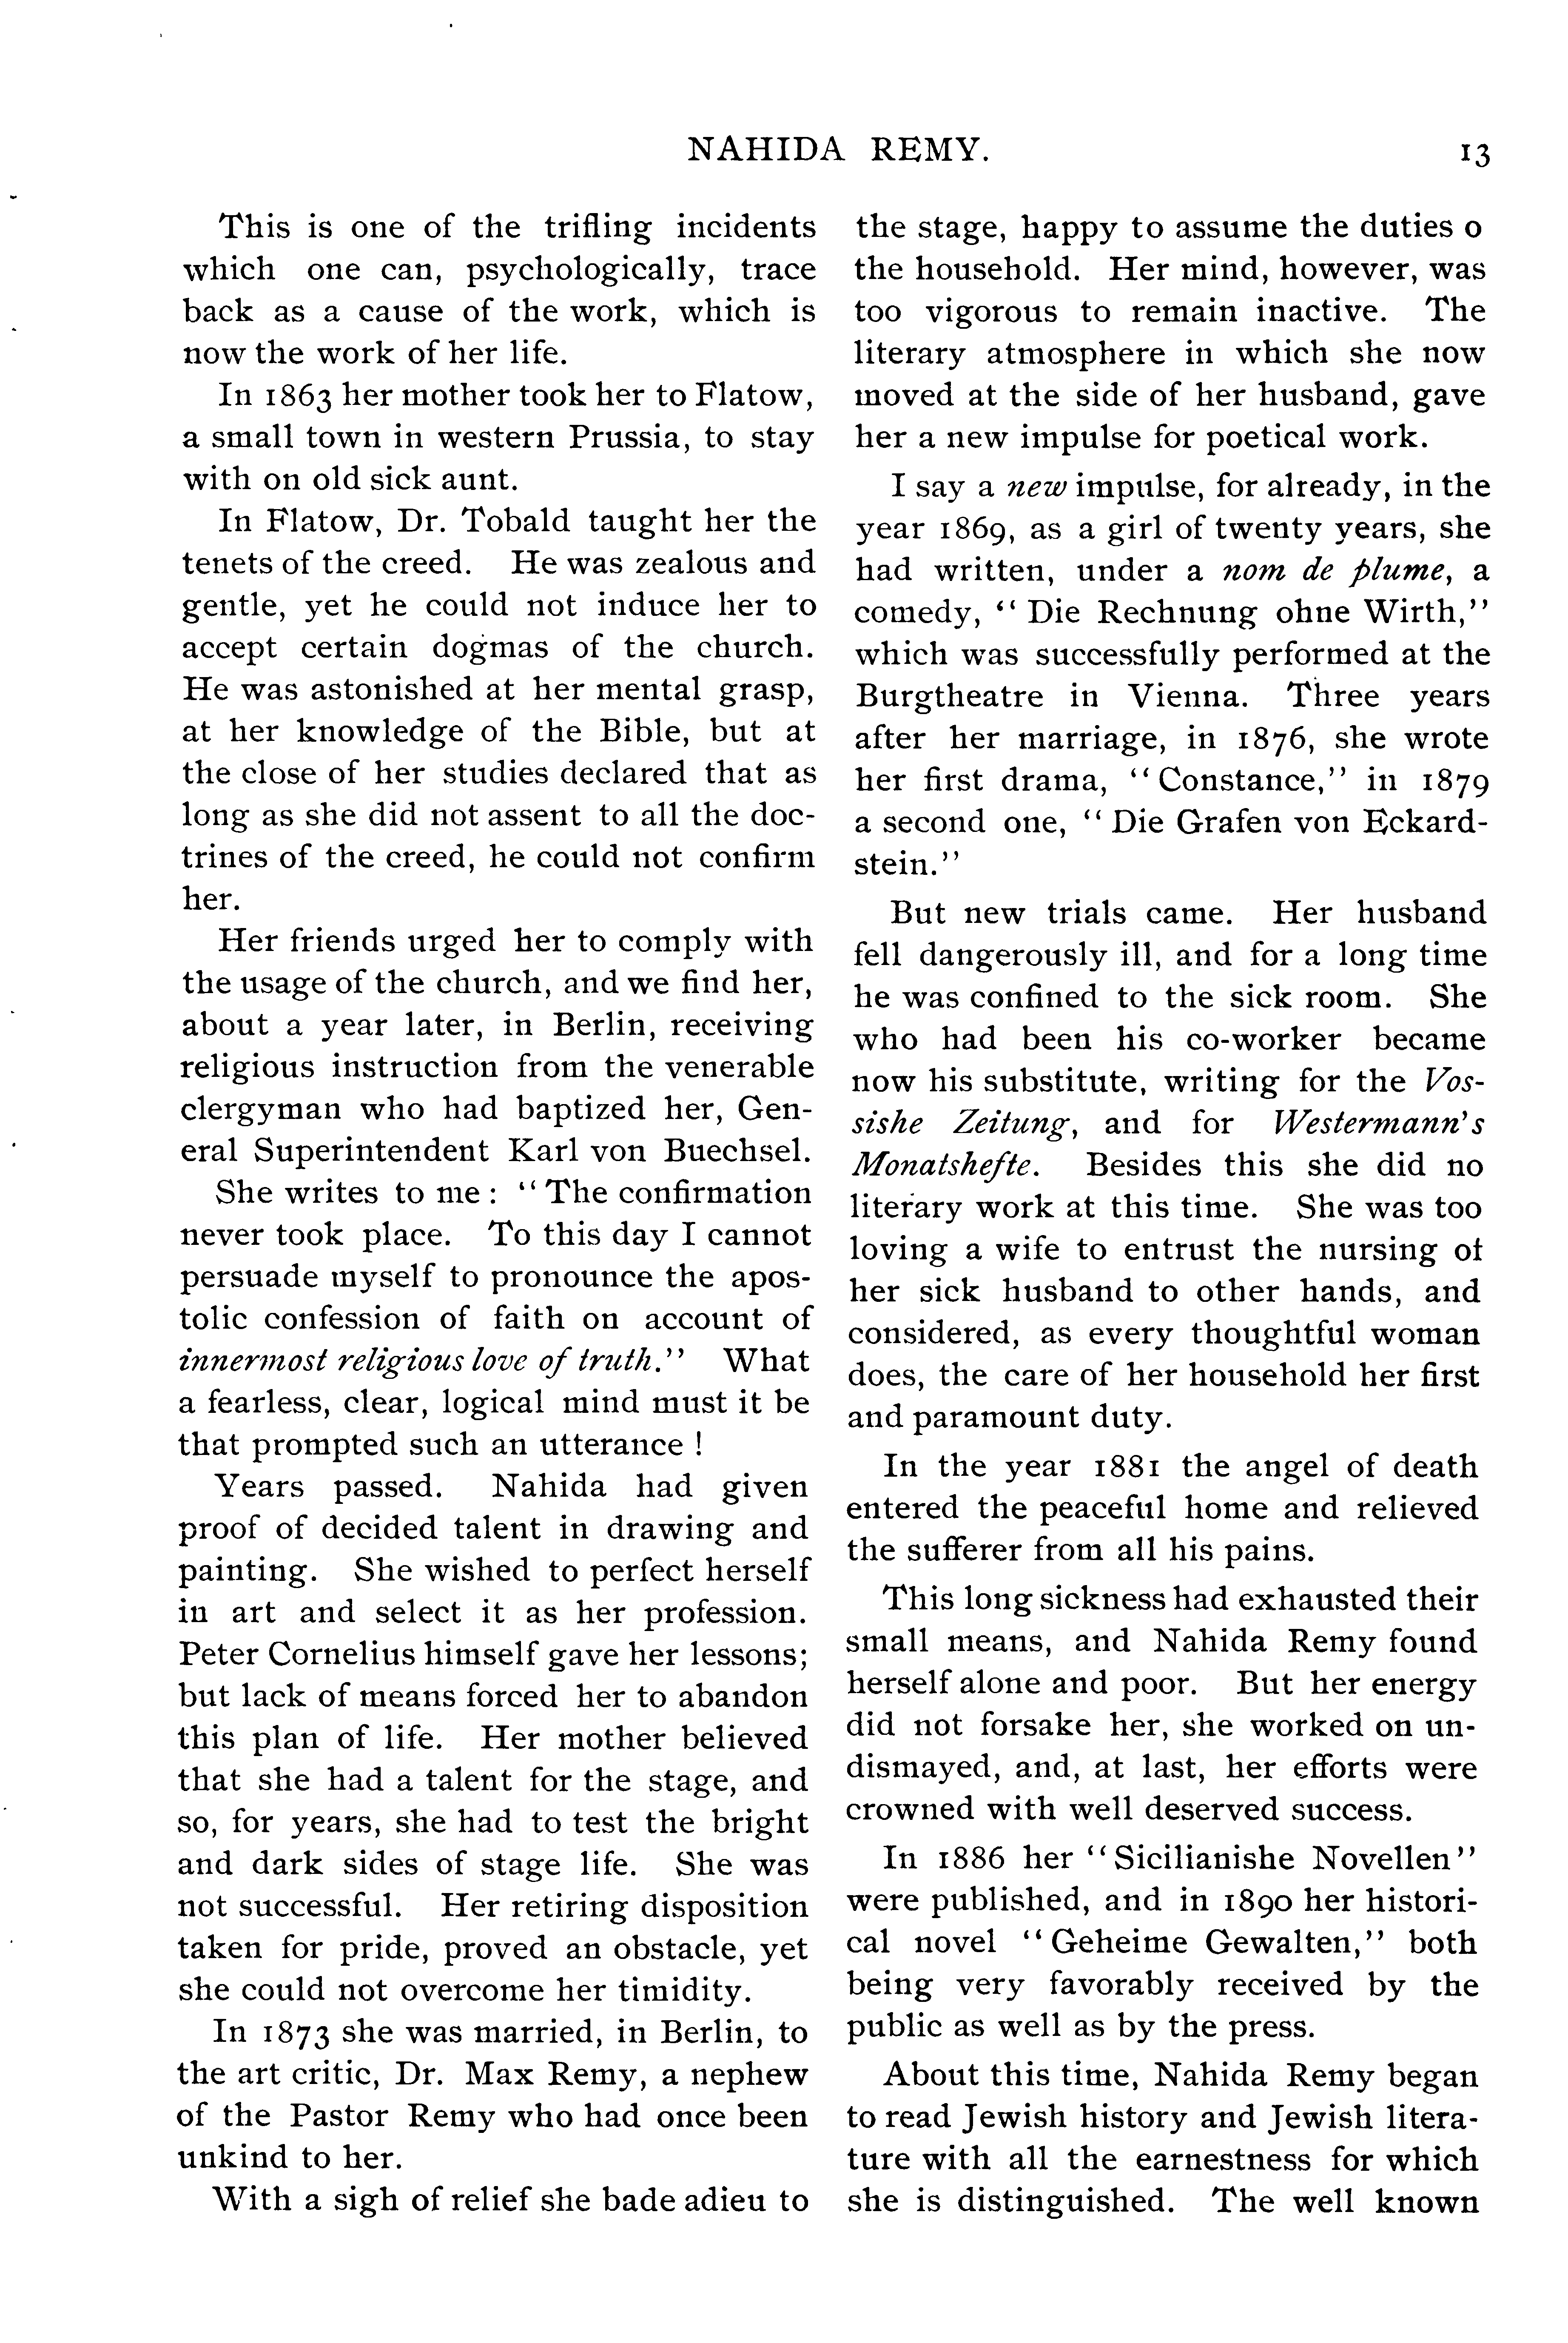 NAHIDA REMY.
13
This is one of the trifling incidents
which one can, psychologically, trace
back as a cause of the work, which is
now the work of her life.
In 1863 her mother took her to Flatow,
a small town in western Prussia, to stay
with on old sick aunt.
In Flatow, Dr. Tobald taught her the
tenets of the creed. He was zealous and
gentle, yet he could not induce her to
accept certain dogmas of the church.
He was astonished at her mental grasp,
at her knowledge of the Bible, but at
the close of her studies declared that as
long as she did not assent to all the doc-
trines of the creed, he could not confirm
her.
Her friends urged her to comply with
the usage of the church, and we find her,
about a year later, in Berlin, receiving
religious instruction from the venerable
clergyman who had baptized her, Gen-
eral Superintendent Karl von Buechsel.
She writes to me : “ The confirmation
never took place. To this day I cannot
persuade myself to pronounce the apos-
tolic confession of faith on account of
innermost religious love of truth.” What
a fearless, clear, logical mind must it be
that prompted such an utterance !
Years passed. Nahida had given
proof of decided talent in drawing and
painting. She wished to perfect herself
in art and select it as her profession.
Peter Cornelius himself gave her lessons;
but lack of means forced her to abandon
this plan of life. Her mother believed
that she had a talent for the stage, and
so, for years, she had to test the bright
and dark sides of stage life. She was
not successful. Her retiring disposition
taken for pride, proved an obstacle, yet
she could not overcome her timidity.
In 1873 she was married, in Berlin, to
the art critic, Dr. Max Remy, a nephew
of the Pastor Remy who had once been
unkind to her.
With a sigh of relief she bade adieu to
the stage, happy to assume the duties o
the household. Her mind, however, was
too vigorous to remain inactive. The
literary atmosphere in which she now
moved at the side of her husband, gave
her a new impulse for poetical work.
I say a new impulse, for already, in the
year 1869, as a girl of twenty years, she
had written, under a nom de plume, a
comedy, “ Die Rechnung ohne Wirth,”
which was successfully performed at the
Burgtheatre in Vienna. Three years
after her marriage, in 1876, she wrote
her first drama, “Constance,” in 1879
a second one, “ Die Grafen von Eckard-
stein.”
But new trials came. Her husband
fell dangerously ill, and for a long time
he was confined to the sick room. She
who had been his co-worker became
now his substitute, writing for the Vos-
sishe Zeitung, and for Westermann's
Monatshefte. Besides this she did no
literary work at this time. She was too
loving a wife to entrust the nursing of
her sick husband to other hands, and
considered, as every thoughtful woman
does, the care of her household her first
and paramount duty.
In the year 1881 the angel of death
entered the peaceful home and relieved
the sufferer from all his pains.
This long sickness had exhausted their
small means, and Nahida Remy found
herself alone and poor. But her energy
did not forsake her, she worked on un-
dismayed, and, at last, her efforts were
crowned with well deserved success.
In 1886 her “Sicilianishe Novellen”
were published, and in 1890 her histori-
cal novel “Geheime Gewalten,” both
being very favorably received by the
public as well as by the press.
About this time, Nahida Remy began
to read Jewish history and Jewish litera-
ture with all the earnestness for which
she is distinguished. The well known